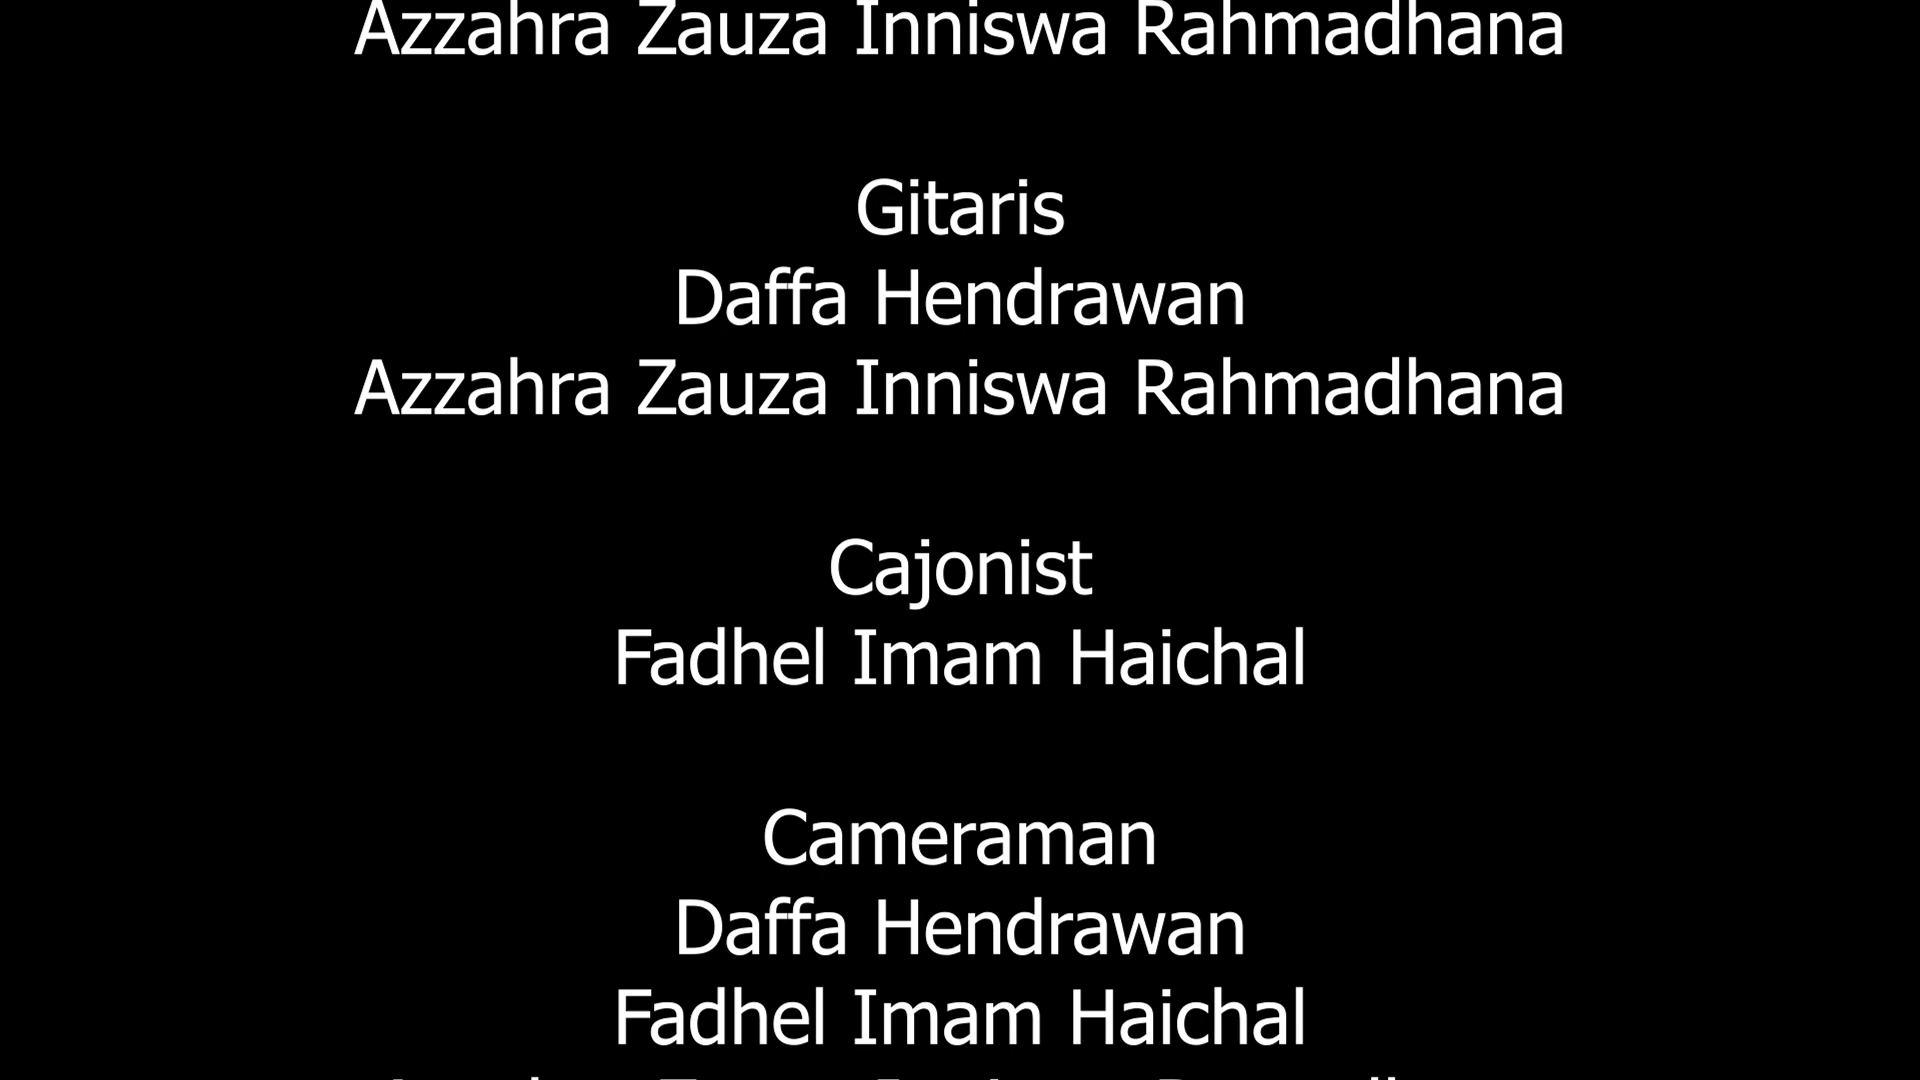 Azzahra Zauza Inniswa Rahmadhana
Gitaris
Daffa Hendrawan
Azzahra Zauza Inniswa Rahmadhana
Cajonist
Fadhel Imam Haichal
Cameraman
Daffa Hendrawan
Fadhel Imam Haichal